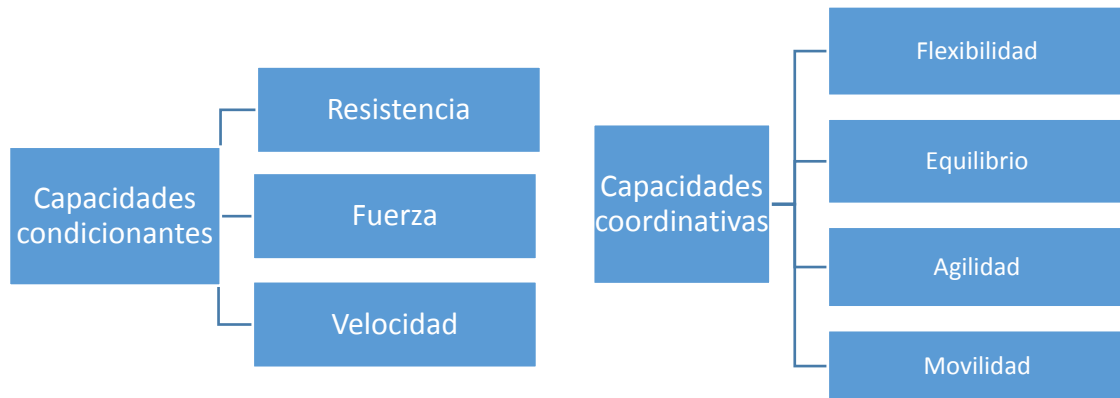 Capacidades
condicionantes
Resistencia
Fuerza
Velocidad
Capacidades
coordinativas
Flexibilidad
Equilibrio
Agilidad
Movilidad